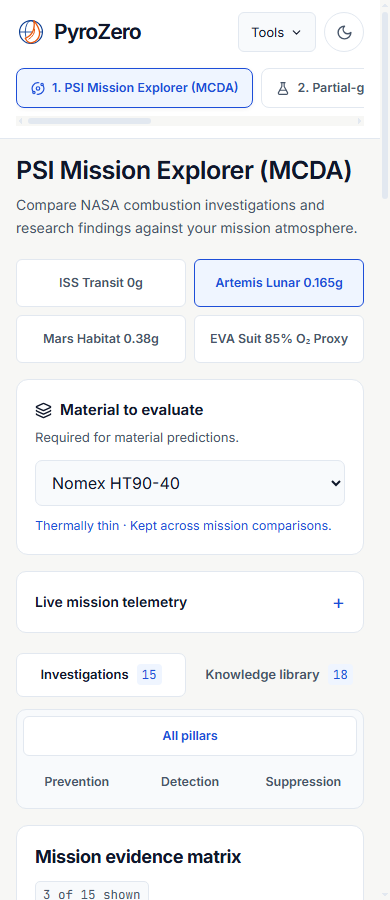 PyroZero
Tools
1. PSI Mission Explorer (MCDA)
2. Partial-g
PSI Mission Explorer (MCDA)
Compare NASA combustion investigations and
research findings against your mission atmosphere.
ISS Transit 0g
Artemis Lunar 0.165g
Mars Habitat 0.38g
EVA Suit 85% O₂ Proxy
Material to evaluate
Required for material predictions.
Nomex HT90-40
Thermally thin · Kept across mission comparisons.
Live mission telemetry
+
Investigations 15
Knowledge library 18
All pillars
Prevention
Detection
Suppression
Mission evidence matrix
3 of 15 shown